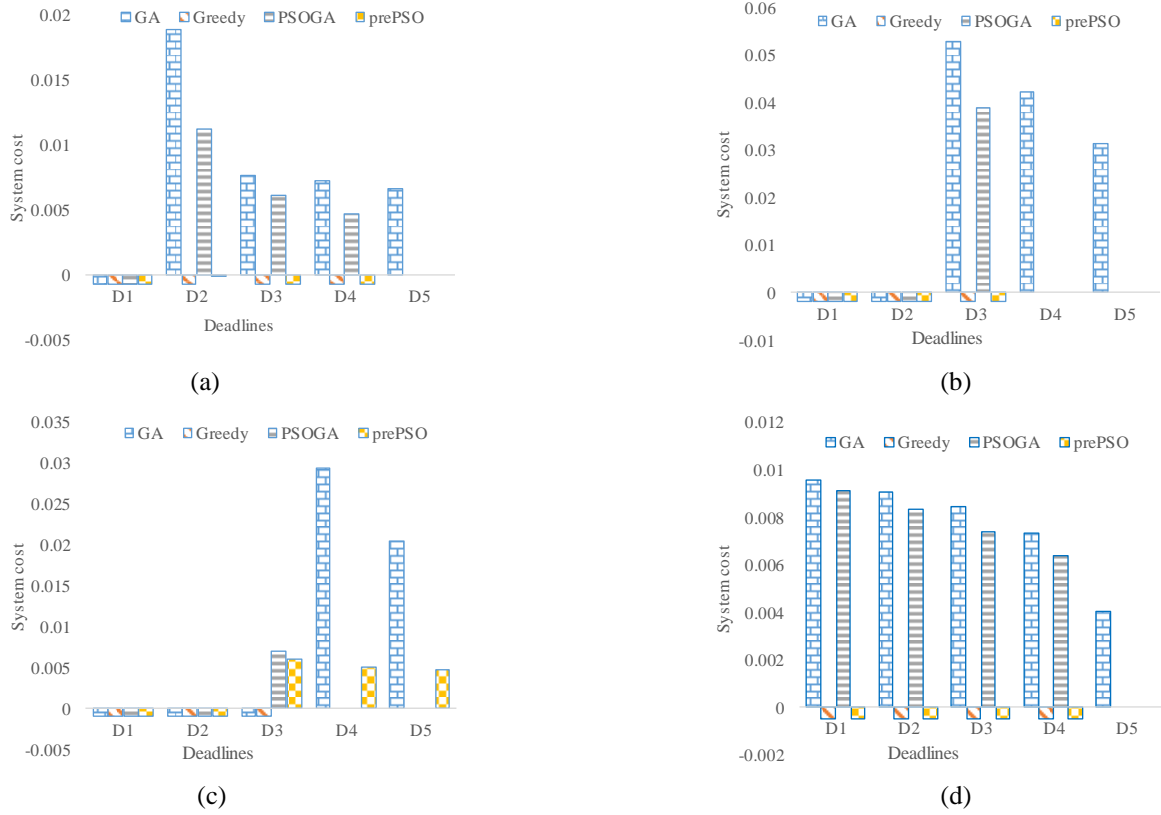 0.02
GA Greedy PSOGA prePSO
0.015
0.01
0.005
0
-0.005
System cost
D1 D2 D3 D4 D5
Deadlines
(a)
0.06
GA Greedy PSOGA prePSO
0.05
0.04
0.03
0.02
0.01
0
-0.01
System cost
D1 D2 D3 D4 D5
Deadlines
(b)
0.035
GA Greedy PSOGA prePSO
0.03
0.025
0.02
0.015
0.01
0.005
0
-0.005
System cost
D1 D2 D3 D4 D5
Deadlines
(c)
0.012
GA Greedy PSOGA prePSO
0.01
0.008
0.006
0.004
0.002
0
-0.002
System cost
D1 D2 D3 D4 D5
Deadlines
(d)